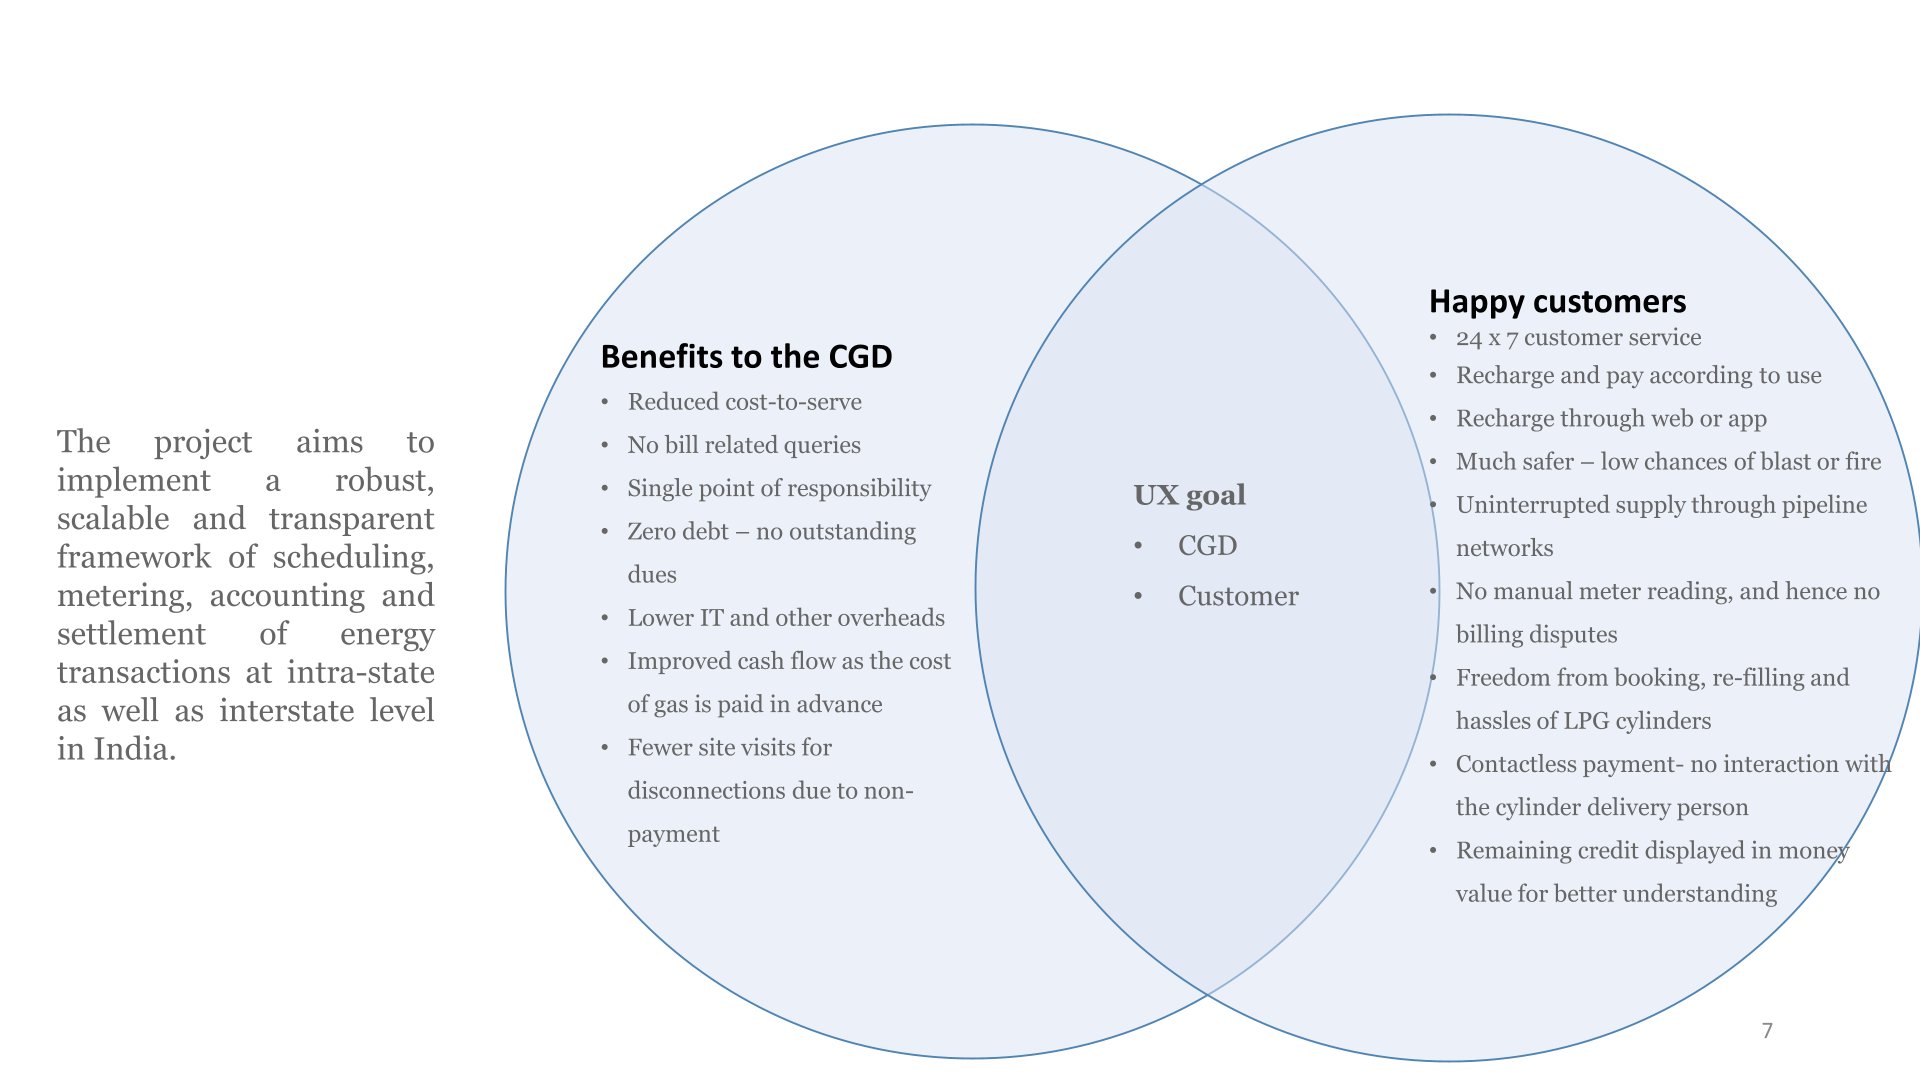 The project aims to
implement a robust,
scalable and transparent
framework of scheduling,
metering, accounting and
settlement of energy
transactions at intra-state
as well as interstate level
in India.
Benefits to the CGD
• Reduced cost-to-serve
• No bill related queries
• Single point of responsibility
• Zero debt – no outstanding
dues
• Lower IT and other overheads
• Improved cash flow as the cost
of gas is paid in advance
• Fewer site visits for
disconnections due to non-
payment
UX goal
• CGD
• Customer
Happy customers
• 24 x 7 customer service
• Recharge and pay according to use
• Recharge through web or app
• Much safer – low chances of blast or fire
• Uninterrupted supply through pipeline
networks
• No manual meter reading, and hence no
billing disputes
• Freedom from booking, re-filling and
hassles of LPG cylinders
• Contactless payment- no interaction with
the cylinder delivery person
• Remaining credit displayed in money
value for better understanding
7